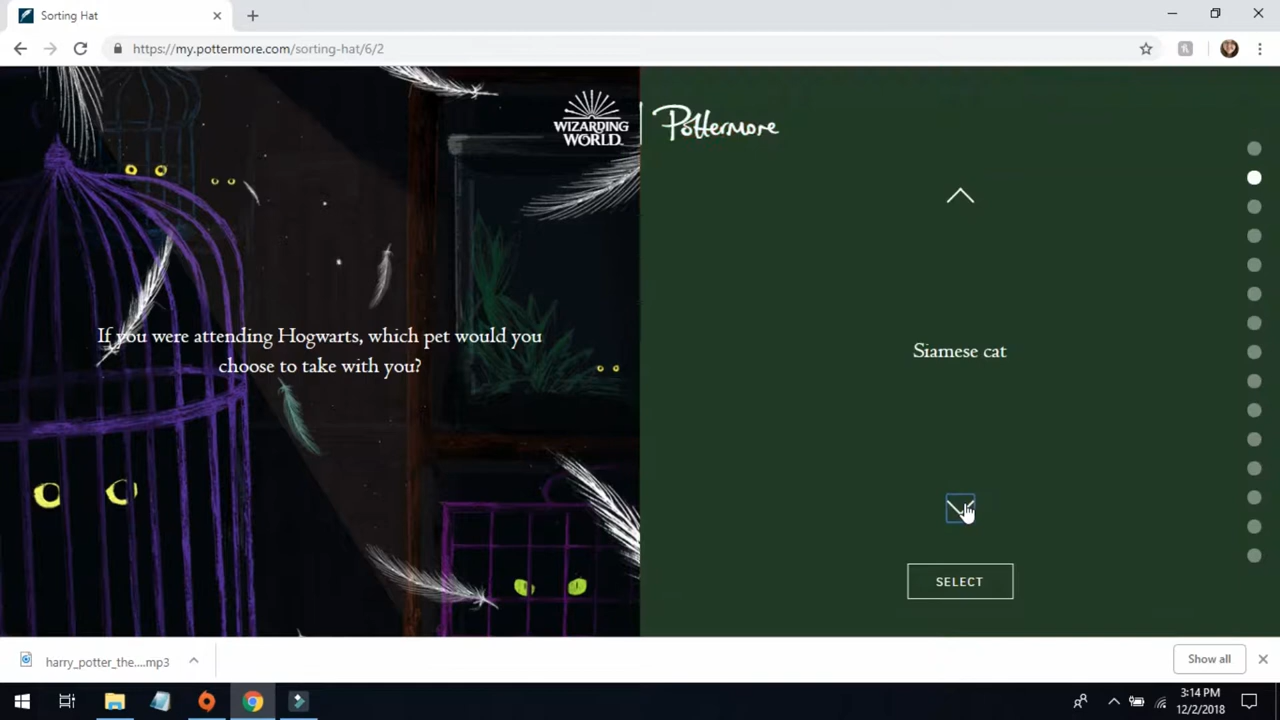 Sorting Hat
https://my.pottermore.com/sorting-hat/6/2
WIZARDING
WORLD
Pottermore
If you were attending Hogwarts, which pet would you
choose to take with you?
Siamese cat
SELECT
harry_potter_the....mp3
Show all
3:14 PM
12/2/2018